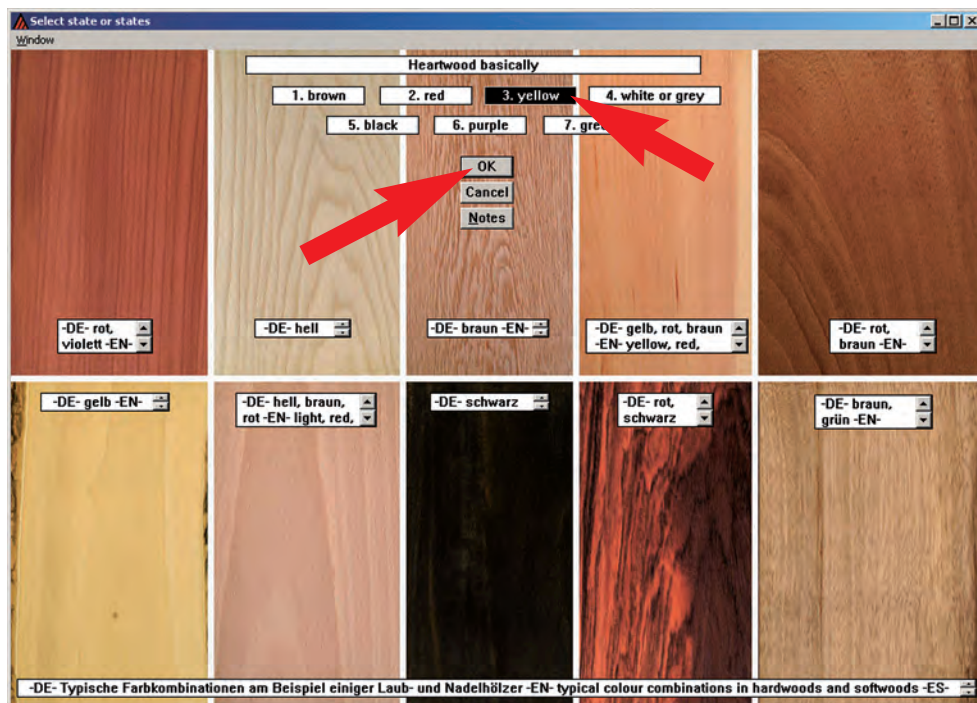 Select state or states
Window
Heartwood basically
1. brown 2. red 3. yellow 4. white or grey
5. black 6. purple 7.
OK
Cancel
Notes
-DE- rot,
violett -EN-
-DE- hell
-DE- braun -EN-
-DE- gelb, rot, braun
-EN- yellow, red,
-DE- rot,
braun -EN-
-DE- gelb -EN-
-DE- hell, braun,
rot -EN- light, red,
-DE- schwarz
-DE- rot,
schwarz
-DE- braun,
grün -EN-
-DE- Typische Farbkombinationen am Beispiel einiger Laub- und Nadelhölzer -EN- typical colour combinations in hardwoods and softwoods -ES-